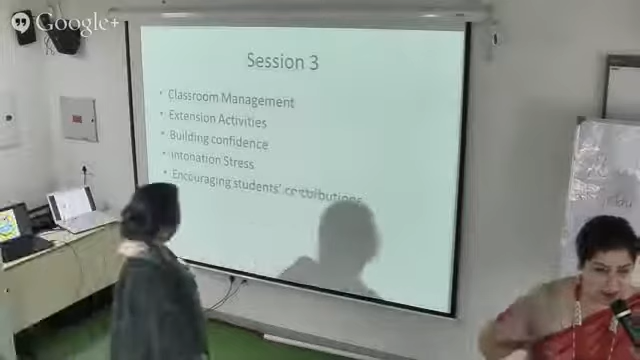 Google+
Session 3
• Classroom Management
• Extension Activities
• Building confidence
• Intonation Stress
• Encouraging students' contributions